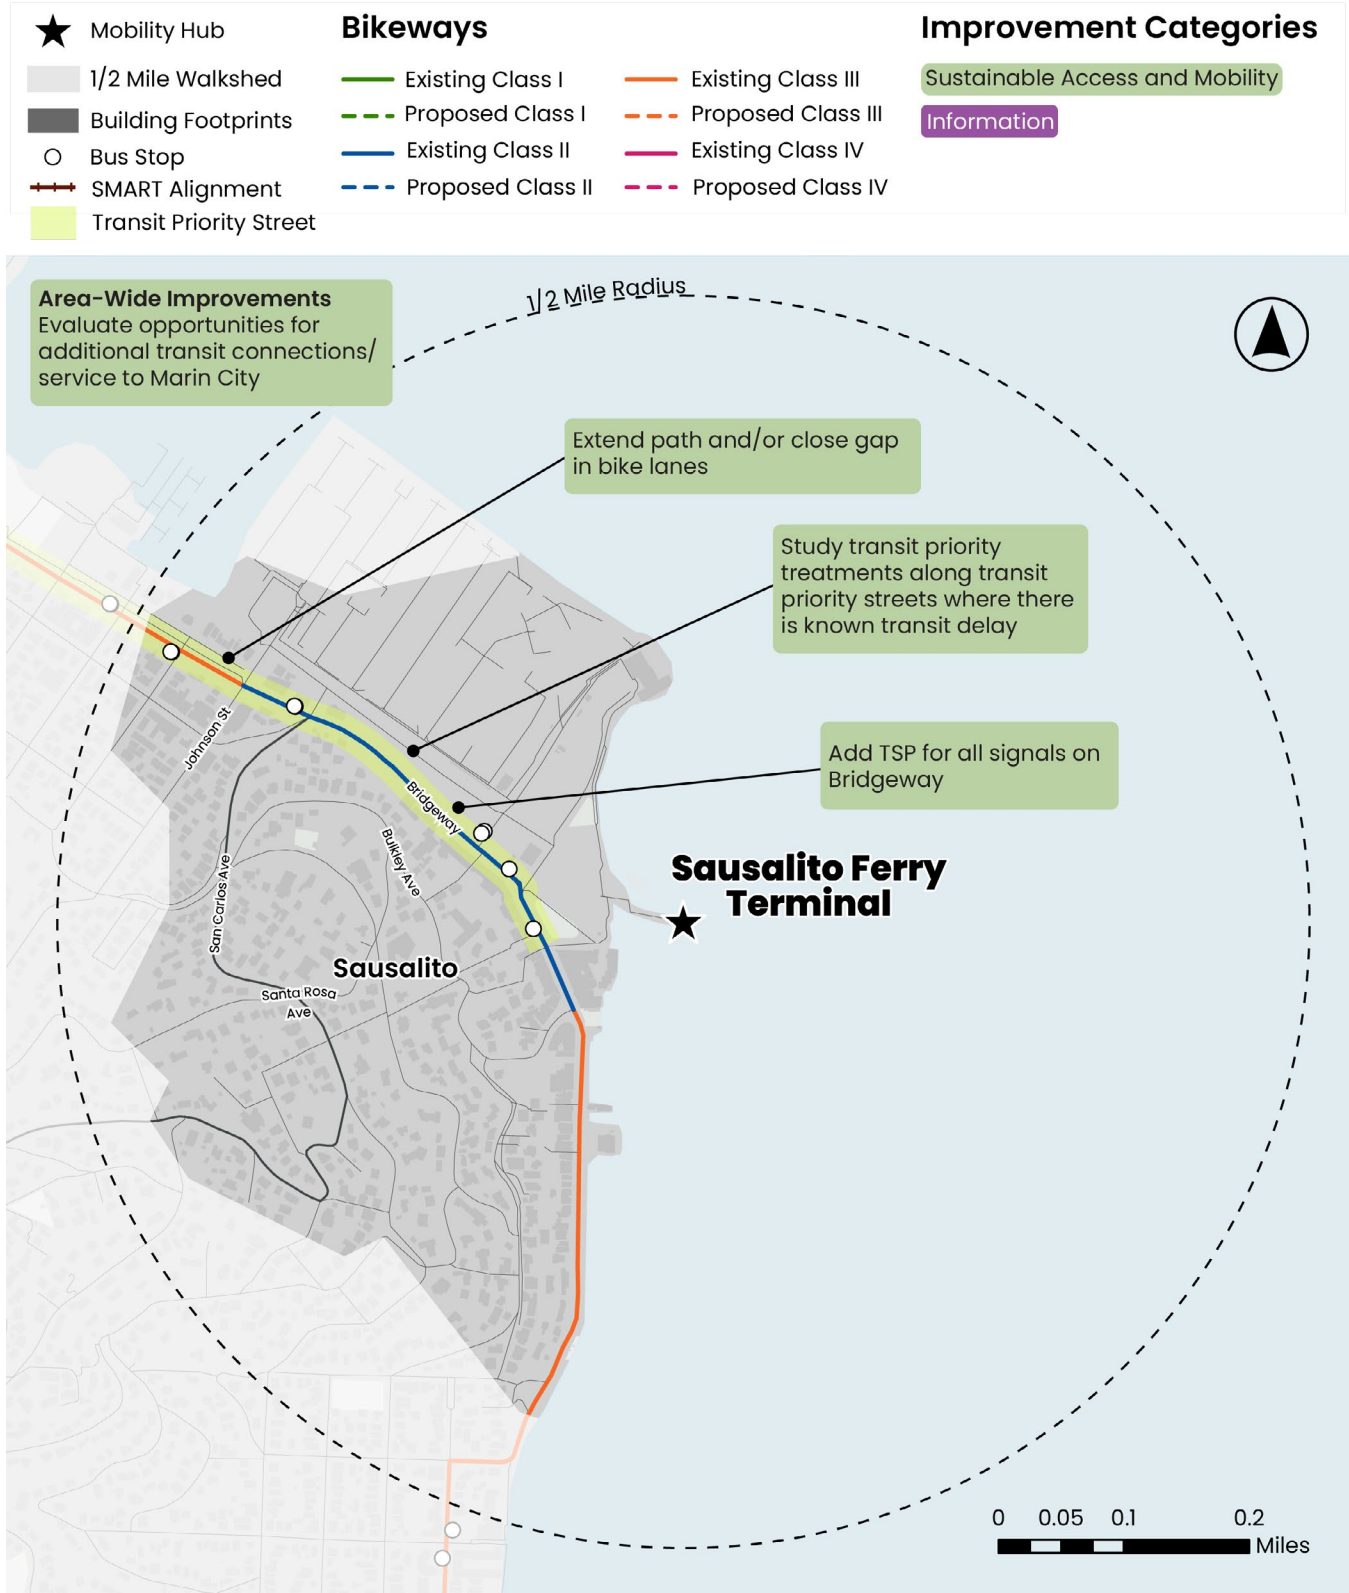 Mobility Hub
1/2 Mile Walkshed
Building Footprints
Bus Stop
SMART Alignment
Transit Priority Street
Bikeways
Existing Class I
Proposed Class I
Existing Class II
Proposed Class II
Existing Class III
Proposed Class III
Existing Class IV
Proposed Class IV
Improvement Categories
Sustainable Access and Mobility
Information
Area-Wide Improvements
Evaluate opportunities for
additional transit connections/
service to Marin City
1/2 Mile Radius
Extend path and/or close gap
in bike lanes
Study transit priority
treatments along transit
priority streets where there
is known transit delay
Add TSP for all signals on
Bridgeway
Johnson St
Bridgeway
Bulkley Ave
San Carlos Ave
Sausalito Ferry
Terminal
Sausalito
Santa Rosa
Ave
0 0.05 0.1 0.2
Miles